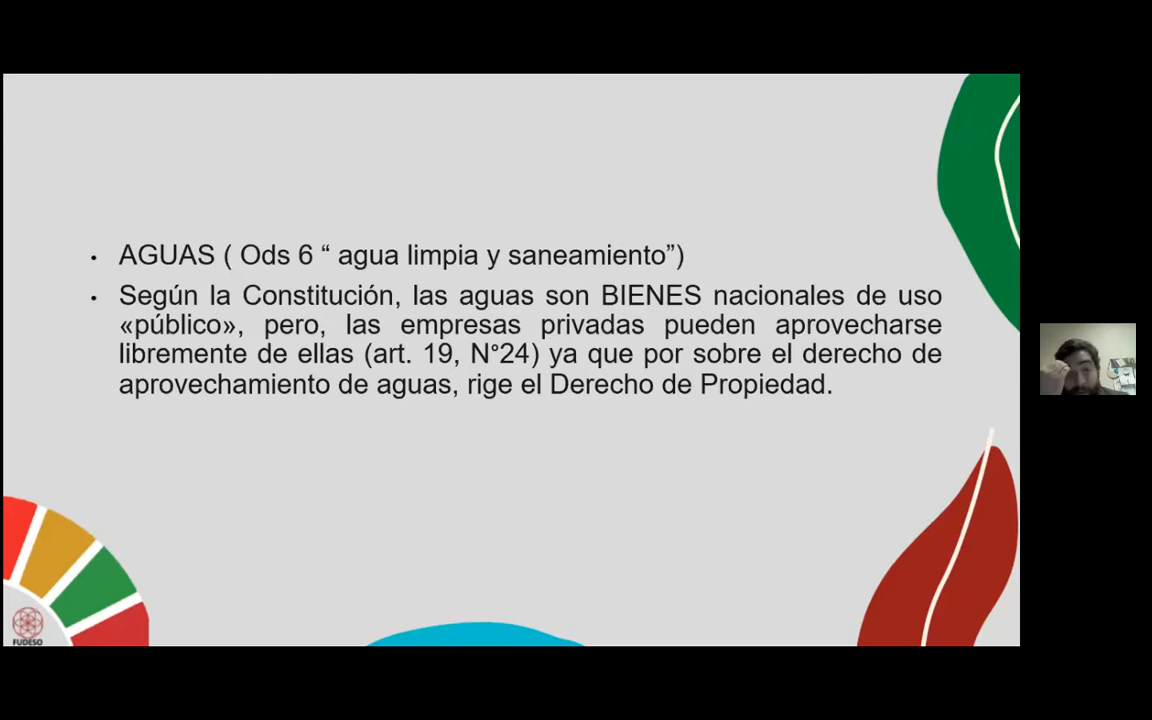 • AGUAS ( Ods 6 “ agua limpia y saneamiento”)
• Según la Constitución, las aguas son BIENES nacionales de uso
«público», pero, las empresas privadas pueden aprovecharse
libremente de ellas (art. 19, N°24) ya que por sobre el derecho de
aprovechamiento de aguas, rige el Derecho de Propiedad.
FUDESO